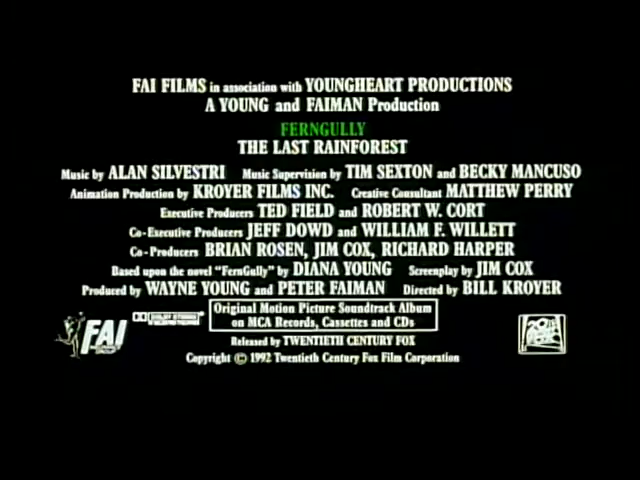 FAI FILMS in association with YOUNGHEART PRODUCTIONS
A YOUNG and FAIMAN Production
FERNGULLY
THE LAST RAINFOREST
Music by ALAN SILVESTRI Music Supervision by TIM SEXTON and BECKY MANCUSO
Animation Production by KROYER FILMS INC. Creative Consultant MATTHEW PERRY
Executive Producers TED FIELD and ROBERT W. CORT
Co-Executive Producers JEFF DOWD and WILLIAM F. WILLETT
Co-Producers BRIAN ROSEN, JIM COX, RICHARD HARPER
Based upon the novel "FernGully" by DIANA YOUNG Screenplay by JIM COX
Produced by WAYNE YOUNG and PETER FAIMAN Directed by BILL KROYER
Original Motion Picture Soundtrack Album
on MCA Records, Cassettes and CDs
FAI
20TH
FOX
Released by TWENTIETH CENTURY FOX
Copyright © 1992 Twentieth Century Fox Film Corporation